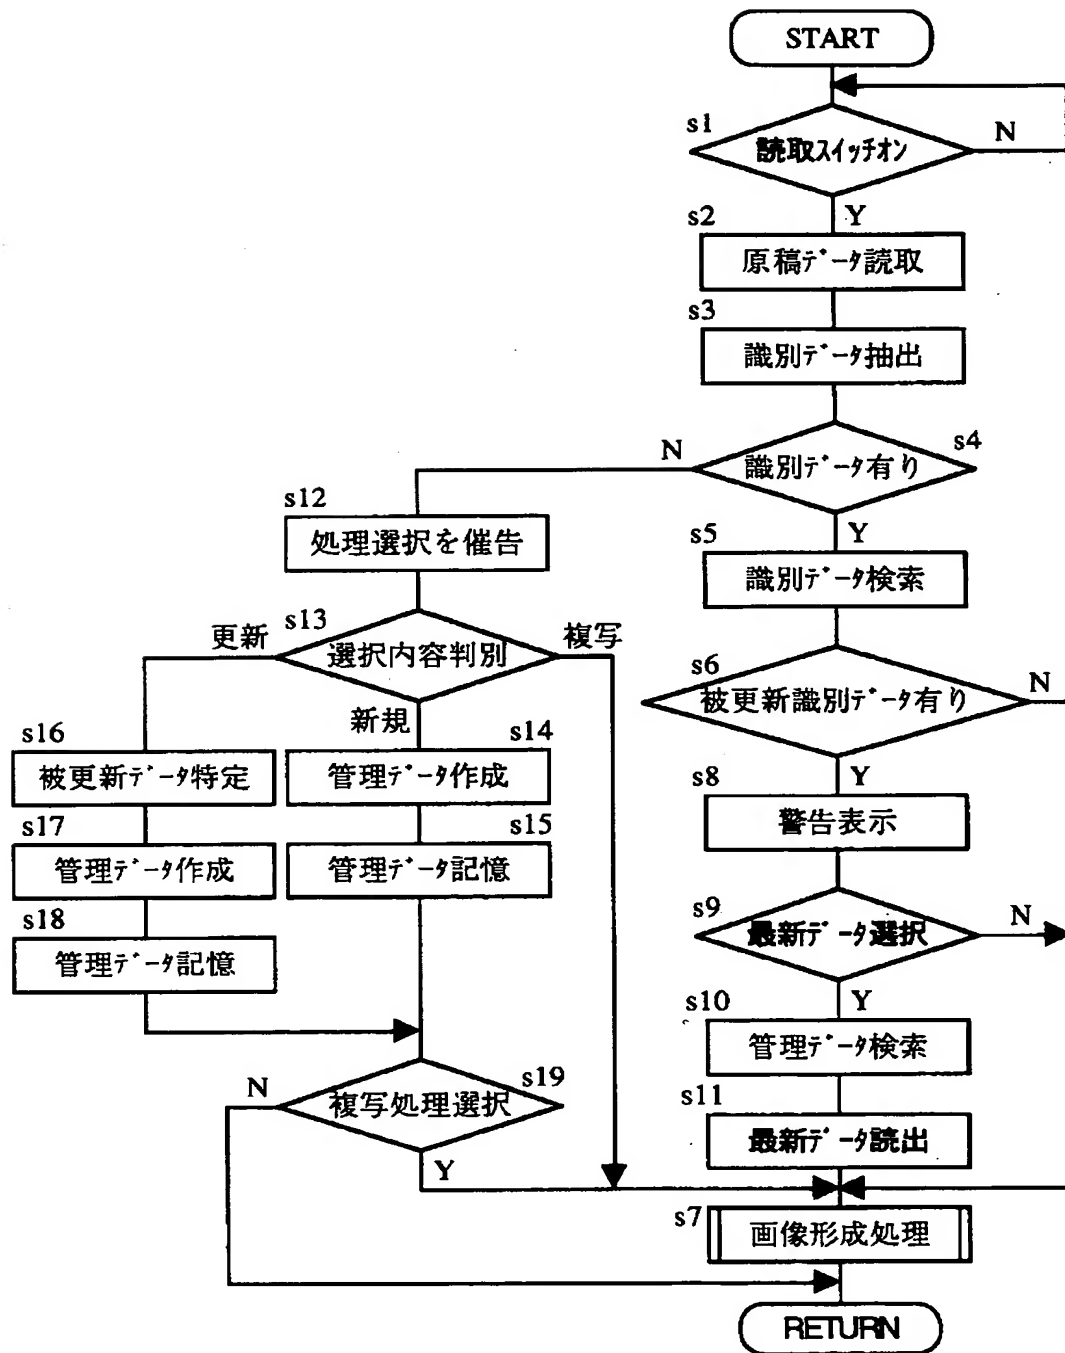 START
s1
読取スイッチオン
N
Y
s2
原稿データ読取
s3
識別データ抽出
s4
識別データ有り
N
Y
s5
識別データ検索
s6
被更新識別データ有り
N
Y
s8
警告表示
s9
最新データ選択
N
Y
s10
管理データ検索
s11
最新データ読出
s7
画像形成処理
RETURN
s12
処理選択を催告
s13
選択内容判別
更新
複写
新規
s14
管理データ作成
s15
管理データ記憶
s16
被更新データ特定
s17
管理データ作成
s18
管理データ記憶
s19
複写処理選択
N
Y